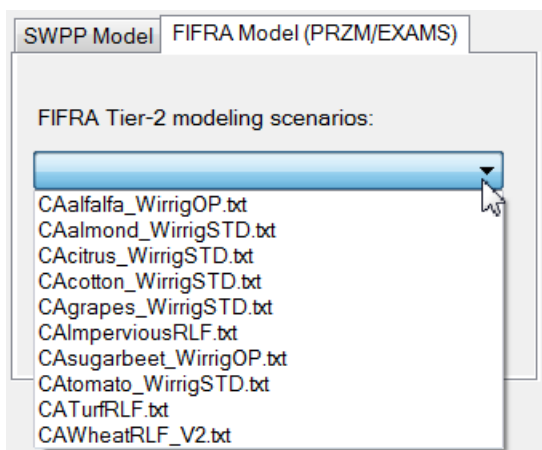 SWPP Model FIFRA Model (PRZM/EXAMS)
FIFRA Tier-2 modeling scenarios:
CAalfalfa_WirrigOP.txt
CAalmond_WirrigSTD.txt
CAcitrus_WirrigSTD.txt
CAcotton_WirrigSTD.txt
CAgrapes_WirrigSTD.txt
CAImperviousRLF.txt
CAsugarbeet_WirrigOP.txt
CAtomato_WirrigSTD.txt
CATurfRLF.txt
CAWheatRLF_V2.txt